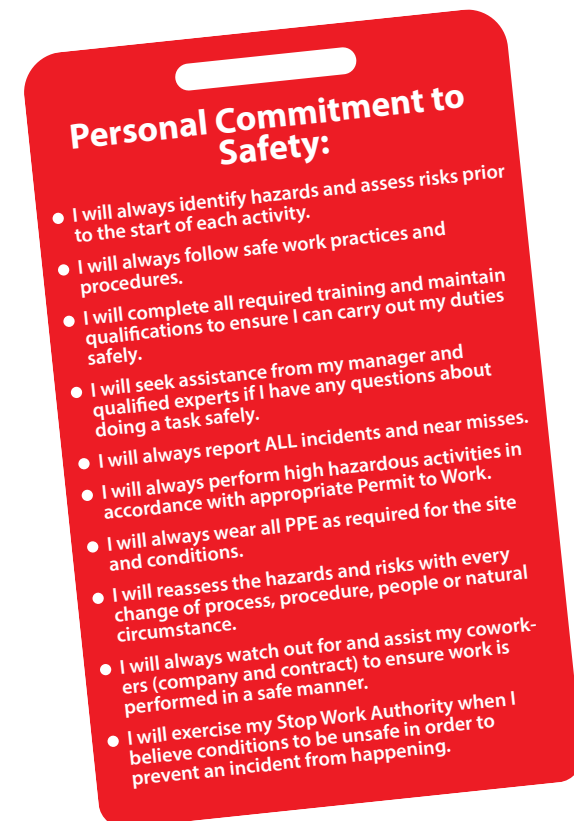 Personal Commitment to
Safety:
● I will always identify hazards and assess risks prior
to the start of each activity.
● I will always follow safe work practices and
procedures.
● I will complete all required training and maintain
qualifications to ensure I can carry out my duties
safely.
● I will seek assistance from my manager and
qualified experts if I have any questions about
doing a task safely.
● I will always report ALL incidents and near misses.
● I will always perform high hazardous activities in
accordance with appropriate Permit to Work.
● I will always wear all PPE as required for the site
and conditions.
● I will reassess the hazards and risks with every
change of process, procedure, people or natural
circumstance.
● I will always watch out for and assist my cowork-
ers (company and contract) to ensure work is
performed in a safe manner.
● I will exercise my Stop Work Authority when I
believe conditions to be unsafe in order to
prevent an incident from happening.